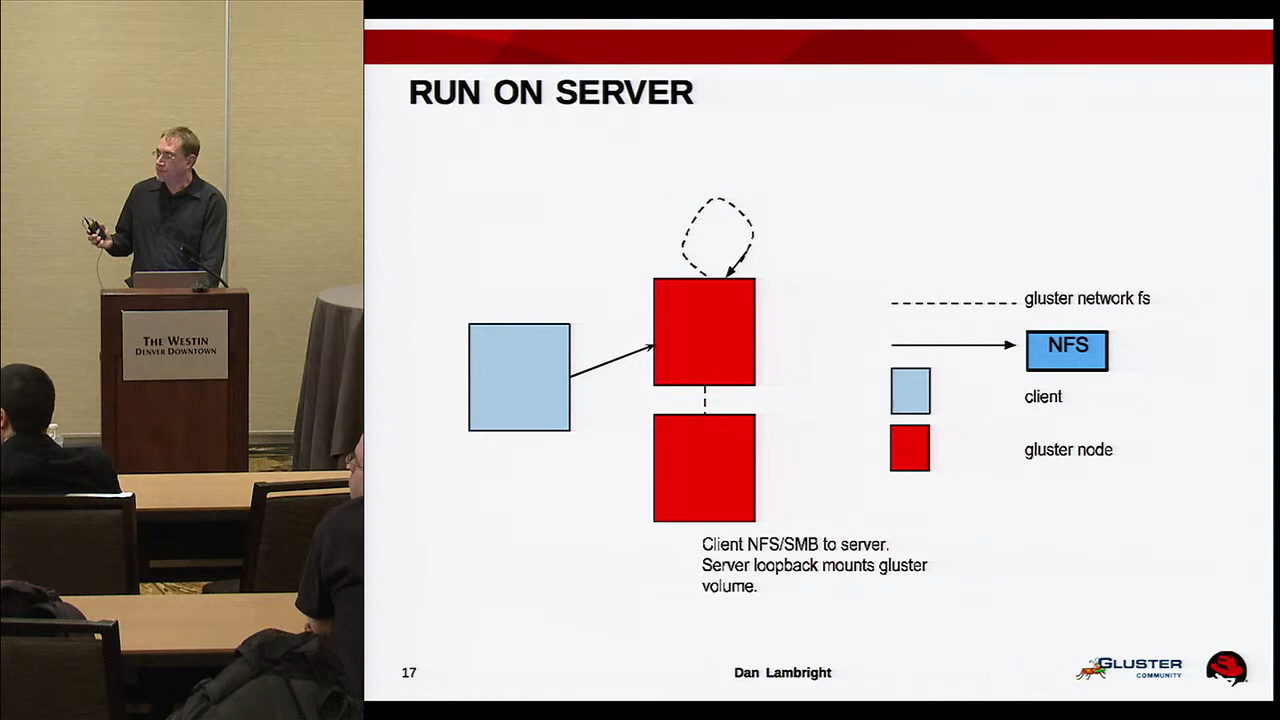 RUN ON SERVER
THE WESTIN
DENVER DOWNTOWN
gluster network fs
NFS
client
gluster node
Client NFS/SMB to server.
Server loopback mounts gluster
volume.
17
Dan Lambright
GLUSTER
COMMUNITY